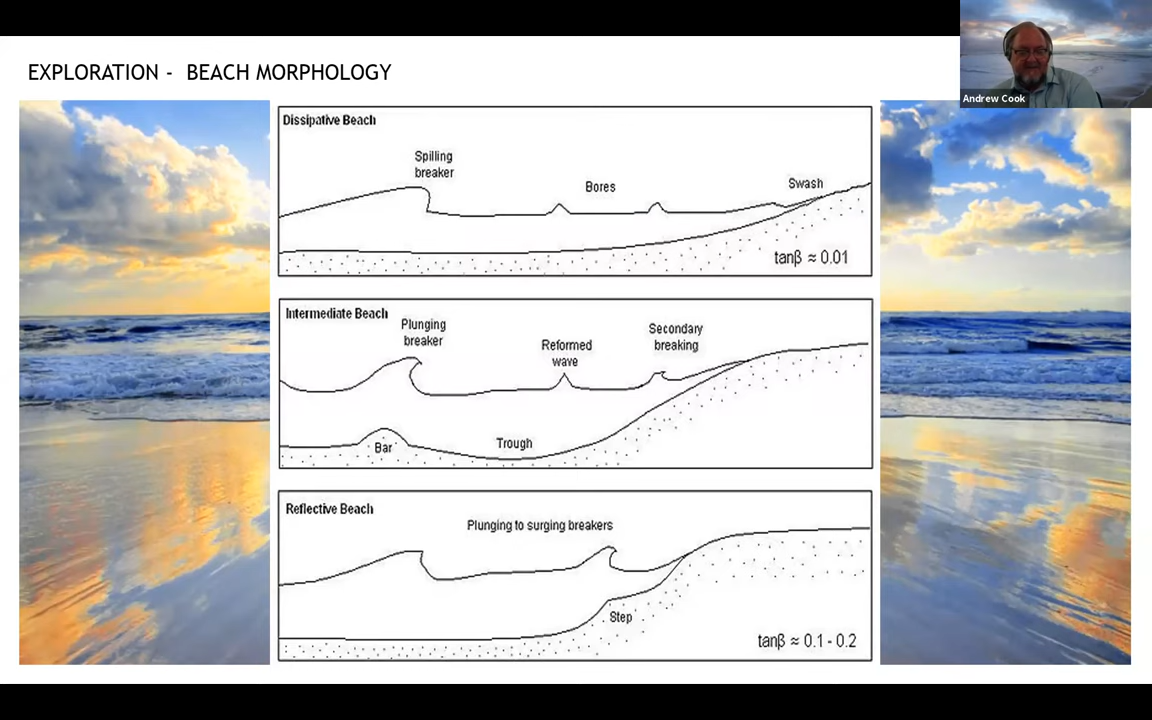 EXPLORATION - BEACH MORPHOLOGY
Andrew Cook
Dissipative Beach
Spilling
breaker
Bores
Swash
tanβ ≈ 0.01
Intermediate Beach
Plunging
breaker
Reformed
wave
Secondary
breaking
Bar
Trough
Reflective Beach
Plunging to surging breakers
Step
tanβ ≈ 0.1 - 0.2